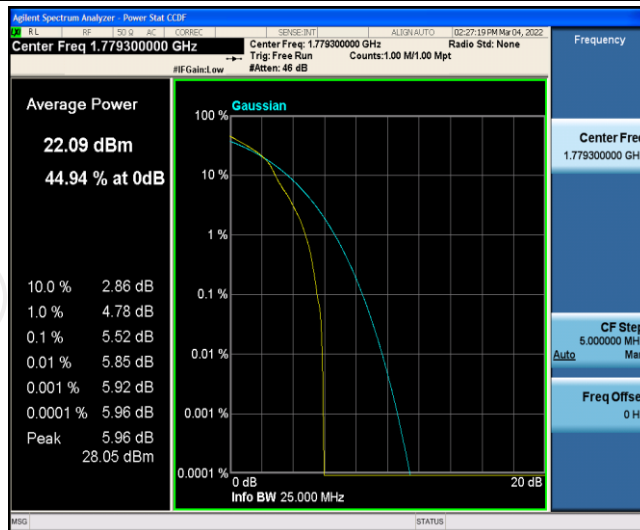 Agilent Spectrum Analyzer - Power Stat CCDF
LXI RL RF 50 Ω AC CORREC SENSE:INT ALIGN AUTO 02:27:19 PM Mar 04, 2022
Center Freq 1.779300000 GHz
Center Freq: 1.779300000 GHz Radio Std: None
Trig: Free Run Counts:1.00 M/1.00 Mpt
#IFGain:Low #Atten: 46 dB
Frequency
Average Power
22.09 dBm
44.94 % at 0dB
10.0 % 2.86 dB
1.0 % 4.78 dB
0.1 % 5.52 dB
0.01 % 5.85 dB
0.001 % 5.92 dB
0.0001 % 5.96 dB
Peak 5.96 dB
28.05 dBm
Gaussian
100 %
10 %
1 %
0.1 %
0.01 %
0.001 %
0.0001 %
0 dB 20 dB
Info BW 25.000 MHz
Center Fre
1.779300000 GH
CF Step
5.000000 MH
Auto Ma
Freq Offse
0 H
MSG STATUS